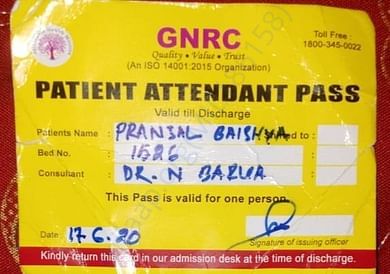 GNRC
Quality • Value • Trust
(An ISO 14001:2015 Organization)
Toll Free :
1800-345-0022
PATIENT ATTENDANT PASS
Valid till Discharge
Patients Name : PRANJAL BAISHYA to :
Bed No. : 1526
Consultant : DR. N BARUA
This Pass is valid for one person.
Date 17.6.20
Signature of issuing officer
Kindly return this card in our admission desk at the time of discharge.